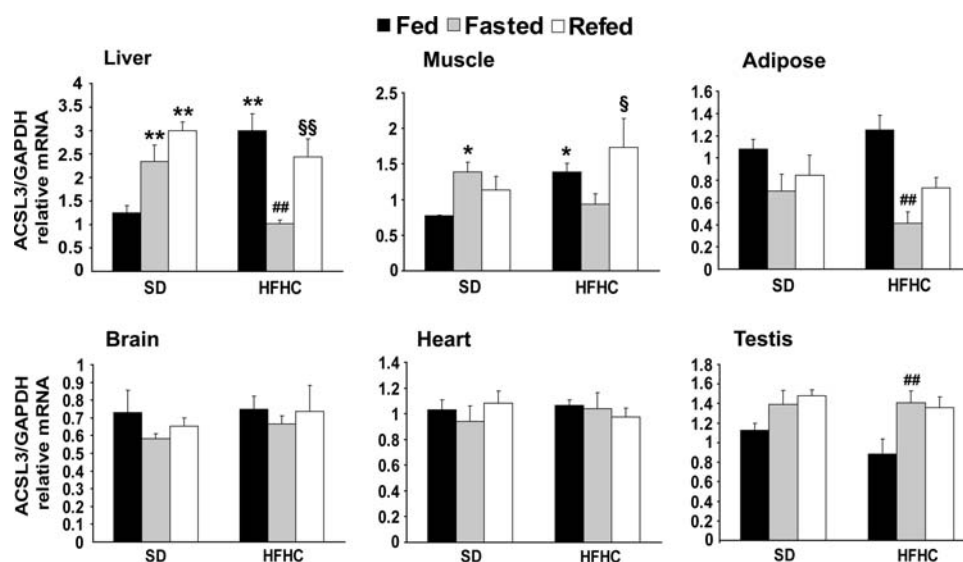 Fed Fasted Refed
Liver
ACSL3/GAPDH
relative mRNA
4
3.5
3
2.5
2
1.5
1
0.5
0
**
**
**
##
§§
SD
HFHC
Muscle
2.5
2
1.5
1
0.5
0
*
*
§
SD
HFHC
Adipose
1.6
1.4
1.2
1
0.8
0.6
0.4
0.2
0
##
SD
HFHC
Brain
ACSL3/GAPDH
relative mRNA
1
0.9
0.8
0.7
0.6
0.5
0.4
0.3
0.2
0.1
0
SD
HFHC
Heart
1.4
1.2
1
0.8
0.6
0.4
0.2
0
SD
HFHC
Testis
1.8
1.6
1.4
1.2
1
0.8
0.6
0.4
0.2
0
##
SD
HFHC